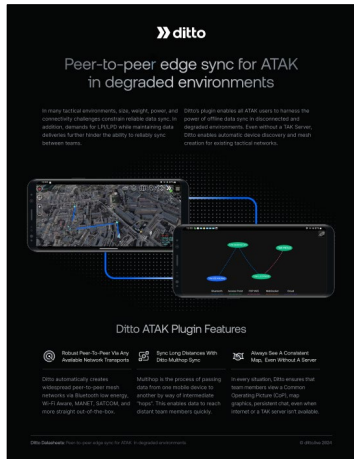 ditto
Peer-to-peer edge sync for ATAK
in degraded environments
In many tactical environments, size, weight, power, and
connectivity challenges constrain reliable data sync. In
addition, demands for LPI/LPD while maintaining data
deliveries further hinder the ability to reliably sync
between teams.
Ditto's plugin enables all ATAK users to harness the
power of offline data sync in disconnected and
degraded environments. Even without a TAK Server,
Ditto enables automatic device discovery and mesh
creation for existing tactical networks.
Ditto ATAK Plugin Features
Robust Peer-To-Peer Via Any
Available Network Transports
Ditto automatically creates
widespread peer-to-peer mesh
networks via Bluetooth low energy,
Wi-Fi Aware, MANET, SATCOM, and
more straight out-of-the-box.
Sync Long Distances With
Ditto Multihop Sync
Multihop is the process of passing
data from one mobile device to
another by way of intermediate
"hops". This enables data to reach
distant team members quickly.
Always See A Consistent
Map, Even Without A Server
In every situation, Ditto ensures that
team members view a Common
Operating Picture (CoP), map
graphics, persistent chat, even when
internet or a TAK server isn't available.
Ditto Datasheets Peer-to-peer edge sync for ATAK in degraded environments